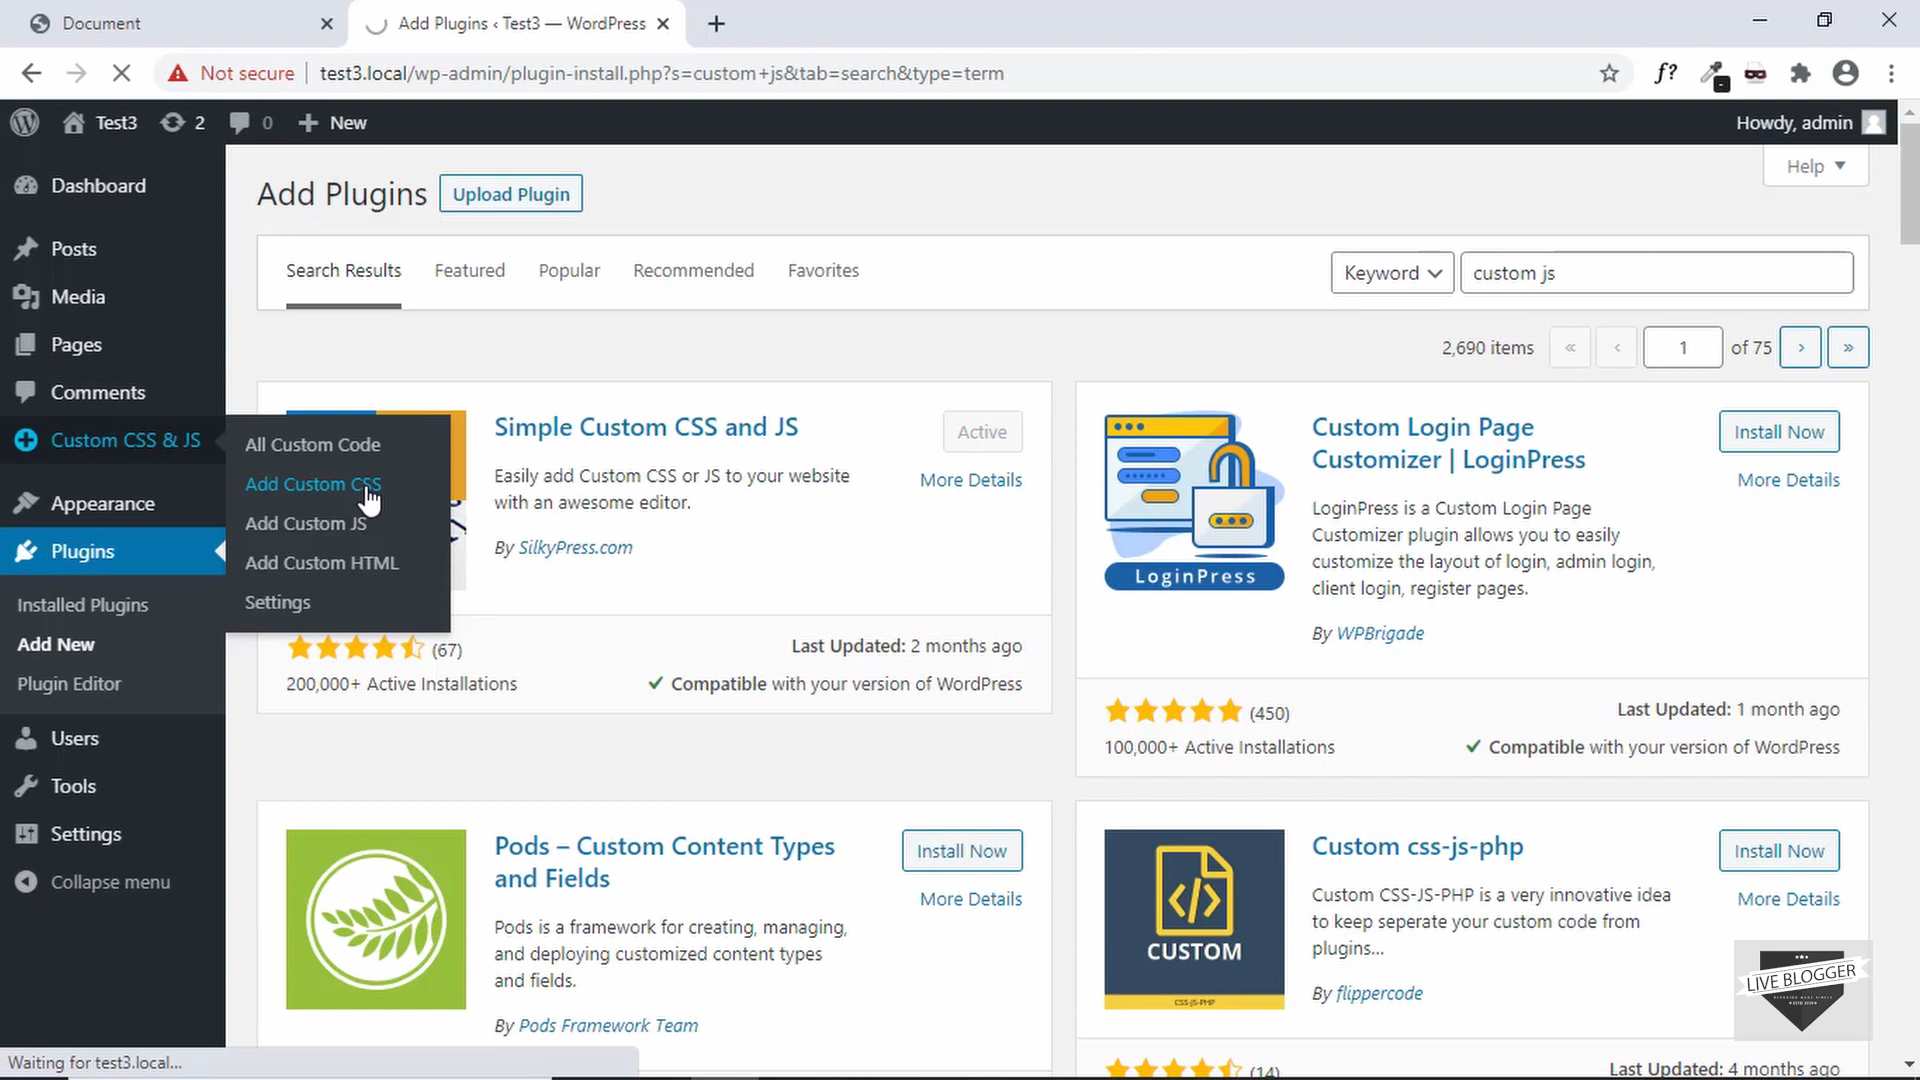 Document
Add Plugins ‹ Test3 — WordPress
Not secure
test3.local/wp-admin/plugin-install.php?s=custom+js&tab=search&type=term
f?
Test3
2
0
New
Howdy, admin
Dashboard
Posts
Media
Pages
Comments
Custom CSS & JS
Appearance
Plugins
Installed Plugins
Add New
Plugin Editor
Users
Tools
Settings
Collapse menu
All Custom Code
Add Custom CSS
Add Custom JS
Add Custom HTML
Settings
Add Plugins
Upload Plugin
Help
Search Results
Featured
Popular
Recommended
Favorites
Keyword
custom js
2,690 items
«
‹
1
of 75
›
»
Simple Custom CSS and JS
Active
More Details
Easily add Custom CSS or JS to your website
with an awesome editor.
By SilkyPress.com
(67)
200,000+ Active Installations
Last Updated: 2 months ago
Compatible with your version of WordPress
LoginPress
Custom Login Page
Customizer | LoginPress
Install Now
More Details
LoginPress is a Custom Login Page
Customizer plugin allows you to easily
customize the layout of login, admin login,
client login, register pages.
By WPBrigade
(450)
100,000+ Active Installations
Last Updated: 1 month ago
Compatible with your version of WordPress
Pods – Custom Content Types
and Fields
Install Now
More Details
Pods is a framework for creating, managing,
and deploying customized content types
and fields.
By Pods Framework Team
CUSTOM
CSS-JS-PHP
Custom css-js-php
Install Now
More Details
Custom CSS-JS-PHP is a very innovative idea
to keep seperate your custom code from
plugins...
By flippercode
(14)
Last Updated: 4 months ago
LIVE BLOGGER
Waiting for test3.local...